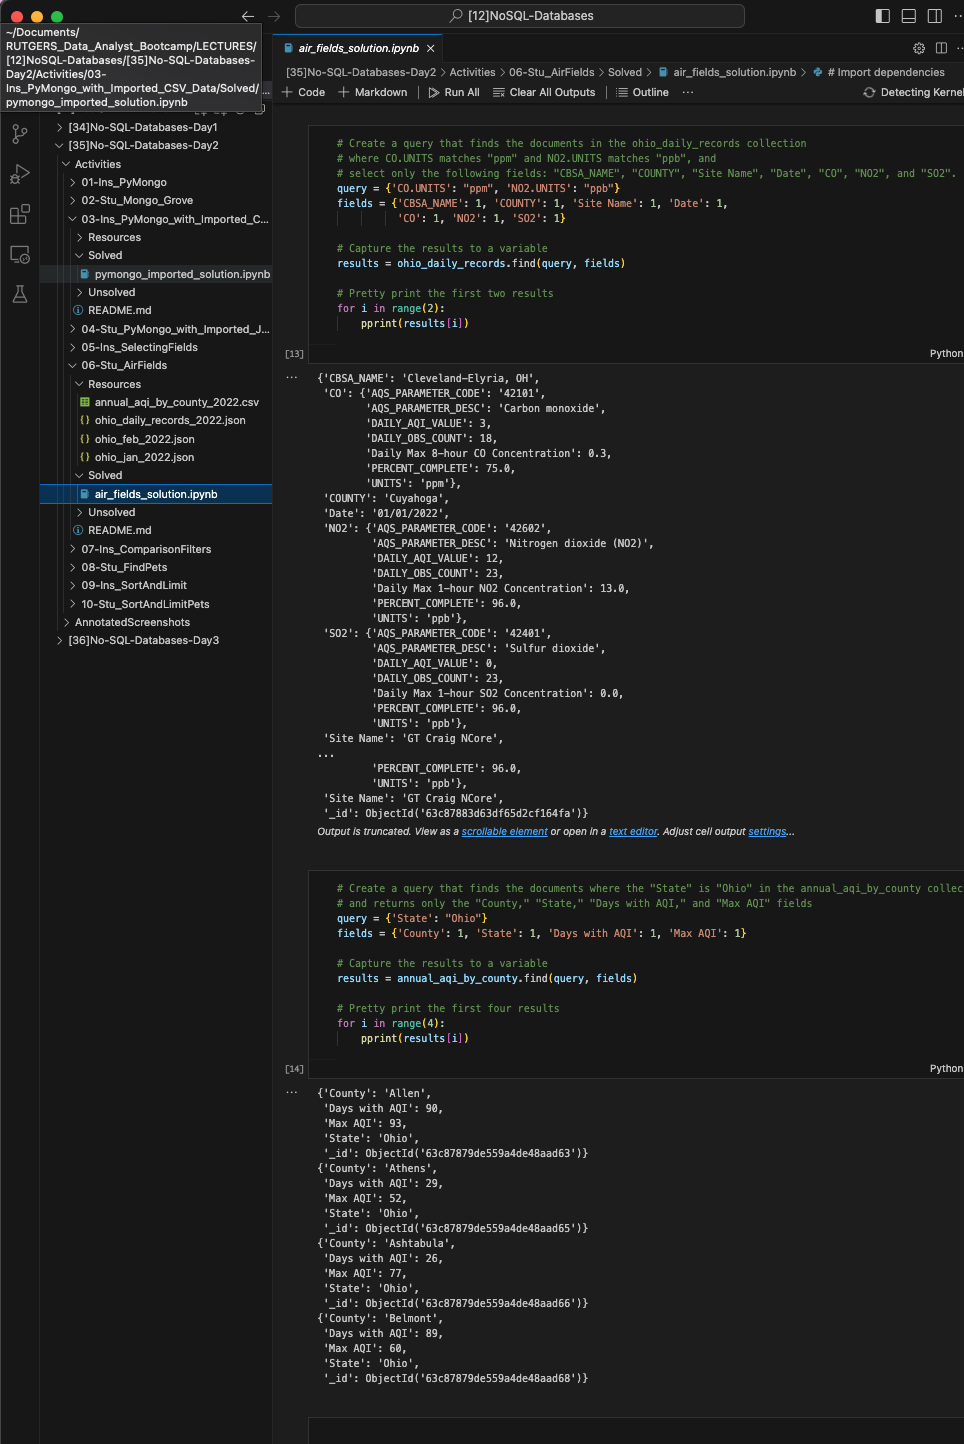 [12]NoSQL-Databases
~/Documents/
RUTGERS_Data_Analyst_Bootcamp/LECTURES/
[12]NoSQL-Databases/[35]No-SQL-Databases-
Day2/Activities/03-
Ins_PyMongo_with_Imported_CSV_Data/Solved/
pymongo_imported_solution.ipynb
...
[34]No-SQL-Databases-Day1
[35]No-SQL-Databases-Day2
Activities
01-Ins_PyMongo
02-Stu_Mongo_Grove
03-Ins_PyMongo_with_Imported_C...
Resources
Solved
pymongo_imported_solution.ipynb
Unsolved
README.md
04-Stu_PyMongo_with_Imported_J...
05-Ins_SelectingFields
06-Stu_AirFields
Resources
annual_aqi_by_county_2022.csv
ohio_daily_records_2022.json
ohio_feb_2022.json
ohio_jan_2022.json
Solved
air_fields_solution.ipynb
Unsolved
README.md
07-Ins_ComparisonFilters
08-Stu_FindPets
09-Ins_SortAndLimit
10-Stu_SortAndLimitPets
AnnotatedScreenshots
[36]No-SQL-Databases-Day3
air_fields_solution.ipynb
[35]No-SQL-Databases-Day2 > Activities > 06-Stu_AirFields > Solved > air_fields_solution.ipynb > # Import dependencies
+ Code + Markdown Run All Clear All Outputs Outline ... Detecting Kerne
# Create a query that finds the documents in the ohio_daily_records collection
# where CO.UNITS matches "ppm" and NO2.UNITS matches "ppb", and
# select only the following fields: "CBSA_NAME", "COUNTY", "Site Name", "Date", "CO", "NO2", and "SO2".
query = {'CO.UNITS': "ppm", 'NO2.UNITS': "ppb"}
fields = {'CBSA_NAME': 1, 'COUNTY': 1, 'Site Name': 1, 'Date': 1,
'CO': 1, 'NO2': 1, 'SO2': 1}
# Capture the results to a variable
results = ohio_daily_records.find(query, fields)
# Pretty print the first two results
for i in range(2):
pprint(results[i])
[13]
Python
{'CBSA_NAME': 'Cleveland-Elyria, OH',
'CO': {'AQS_PARAMETER_CODE': '42101',
'AQS_PARAMETER_DESC': 'Carbon monoxide',
'DAILY_AQI_VALUE': 3,
'DAILY_OBS_COUNT': 18,
'Daily Max 8-hour CO Concentration': 0.3,
'PERCENT_COMPLETE': 75.0,
'UNITS': 'ppm'},
'COUNTY': 'Cuyahoga',
'Date': '01/01/2022',
'NO2': {'AQS_PARAMETER_CODE': '42602',
'AQS_PARAMETER_DESC': 'Nitrogen dioxide (NO2)',
'DAILY_AQI_VALUE': 12,
'DAILY_OBS_COUNT': 23,
'Daily Max 1-hour NO2 Concentration': 13.0,
'PERCENT_COMPLETE': 96.0,
'UNITS': 'ppb'},
'SO2': {'AQS_PARAMETER_CODE': '42401',
'AQS_PARAMETER_DESC': 'Sulfur dioxide',
'DAILY_AQI_VALUE': 0,
'DAILY_OBS_COUNT': 23,
'Daily Max 1-hour SO2 Concentration': 0.0,
'PERCENT_COMPLETE': 96.0,
'UNITS': 'ppb'},
'Site Name': 'GT Craig NCore',
...
'PERCENT_COMPLETE': 96.0,
'UNITS': 'ppb'},
'Site Name': 'GT Craig NCore',
'_id': ObjectId('63c87883d63df65d2cf164fa')}
Output is truncated. View as a scrollable element or open in a text editor. Adjust cell output settings...
# Create a query that finds the documents where the "State" is "Ohio" in the annual_aqi_by_county collec
# and returns only the "County," "State," "Days with AQI," and "Max AQI" fields
query = {'State': "Ohio"}
fields = {'County': 1, 'State': 1, 'Days with AQI': 1, 'Max AQI': 1}
# Capture the results to a variable
results = annual_aqi_by_county.find(query, fields)
# Pretty print the first four results
for i in range(4):
pprint(results[i])
[14]
Python
{'County': 'Allen',
'Days with AQI': 90,
'Max AQI': 93,
'State': 'Ohio',
'_id': ObjectId('63c87879de559a4de48aad63')}
{'County': 'Athens',
'Days with AQI': 29,
'Max AQI': 52,
'State': 'Ohio',
'_id': ObjectId('63c87879de559a4de48aad65')}
{'County': 'Ashtabula',
'Days with AQI': 26,
'Max AQI': 77,
'State': 'Ohio',
'_id': ObjectId('63c87879de559a4de48aad66')}
{'County': 'Belmont',
'Days with AQI': 89,
'Max AQI': 60,
'State': 'Ohio',
'_id': ObjectId('63c87879de559a4de48aad68')}